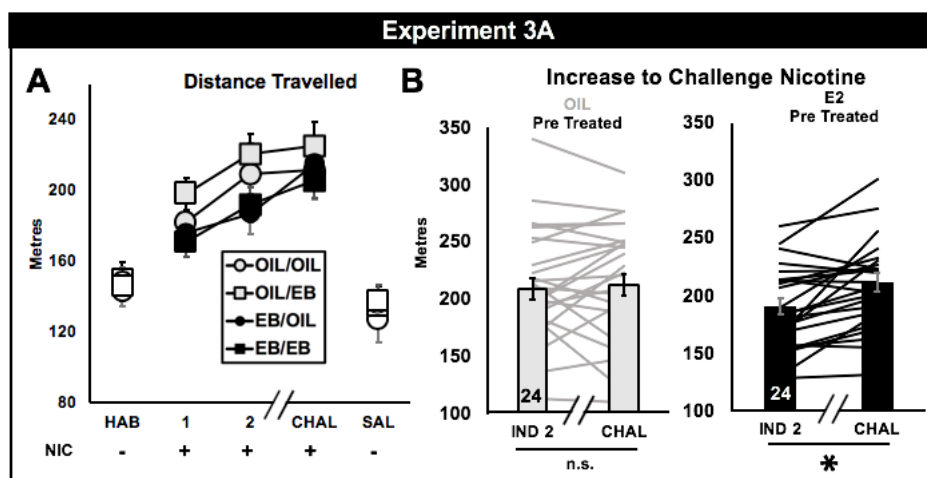 Experiment 3A
A
Distance Travelled
Metres
240
200
160
120
80
OIL/OIL
OIL/EB
EB/OIL
EB/EB
HAB
1
2
CHAL
SAL
NIC
-
+
+
+
-
B
Increase to Challenge Nicotine
OIL
Pre Treated
Metres
350
300
250
200
150
100
24
IND 2
CHAL
n.s.
E2
Pre Treated
350
300
250
200
150
100
24
IND 2
CHAL
*